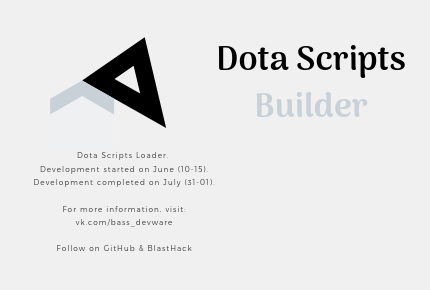 Dota Scripts
Builder
Dota Scripts Loader.
Development started on June (10-15).
Development completed on July (31-01).
For more information, visit:
vk.com/bass_devware
Follow on GitHub & BlastHack